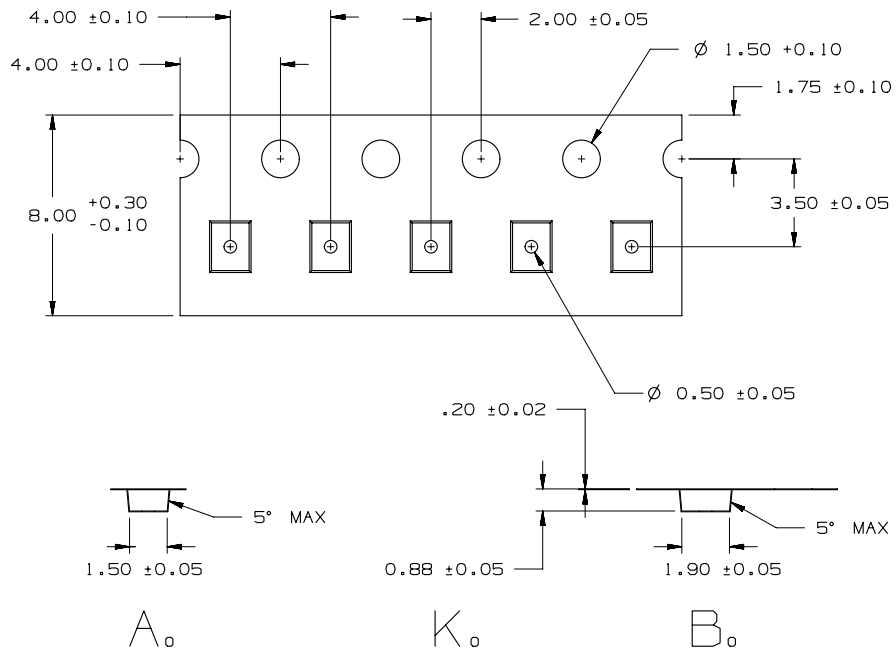 4.00 ±0.10
2.00 ±0.05
Ø 1.50 +0.10
4.00 ±0.10
1.75 ±0.10
8.00 +0.30
-0.10
3.50 ±0.05
Ø 0.50 ±0.05
.20 ±0.02
5° MAX
5° MAX
1.50 ±0.05
0.88 ±0.05
1.90 ±0.05
A₀ K₀ B₀